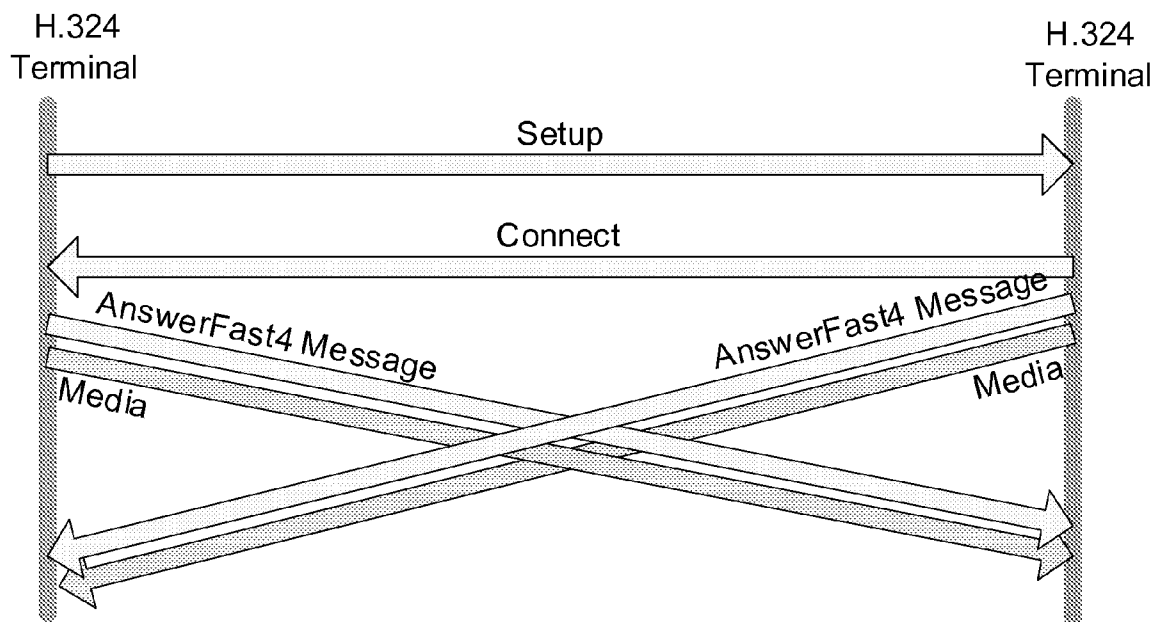 H.324
Terminal
H.324
Terminal
Setup
Connect
AnswerFast4 Message
AnswerFast4 Message
Media
Media